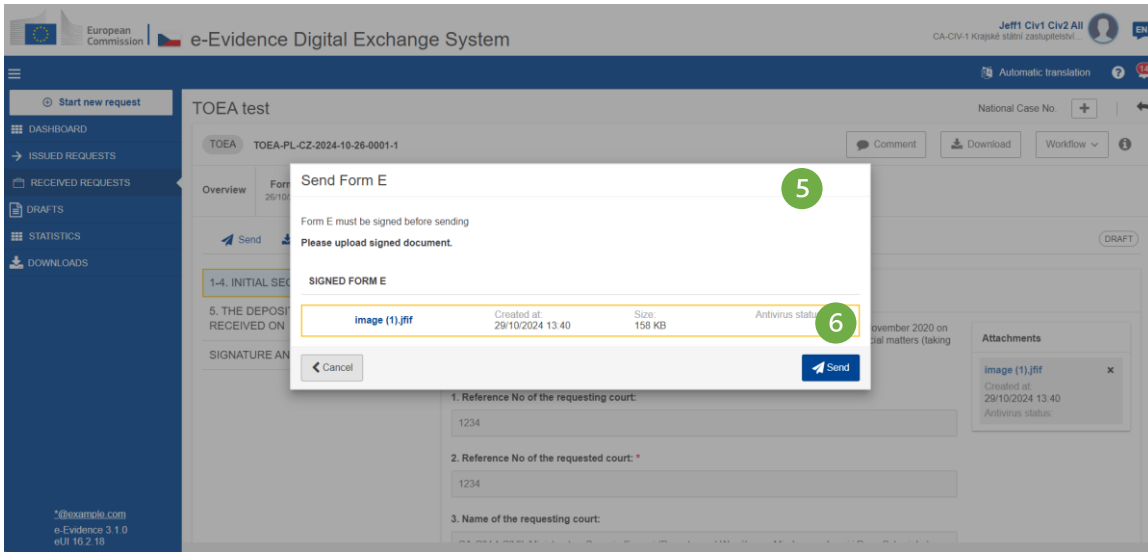 European
Commission
e-Evidence Digital Exchange System
Jeff1 Civ1 Civ2 All
CA-CIV-1 Krajské státní zastupitelství...
EN
Automatic translation
?
14
Start new request
TOEA test
National Case No.
+
DASHBOARD
TOEA
TOEA-PL-CZ-2024-10-26-0001-1
Comment
Download
Workflow
ISSUED REQUESTS
RECEIVED REQUESTS
Overview
Form
26/10/
Send Form E
5
DRAFTS
Form E must be signed before sending
STATISTICS
Send
Please upload signed document.
DRAFT
DOWNLOADS
1-4. INITIAL SEC
SIGNED FORM E
5. THE DEPOSI
RECEIVED ON
image (1).jfif
Created at:
29/10/2024 13:40
Size:
158 KB
Antivirus status
6
ovember 2020 on
cial matters (taking
Attachments
SIGNATURE AN
Cancel
Send
image (1).jfif
x
Created at:
29/10/2024 13:40
Antivirus status:
1. Reference No of the requesting court:
1234
2. Reference No of the requested court: *
1234
3. Name of the requesting court:
*@example.com
e-Evidence 3.1.0
eUI 16.2.18